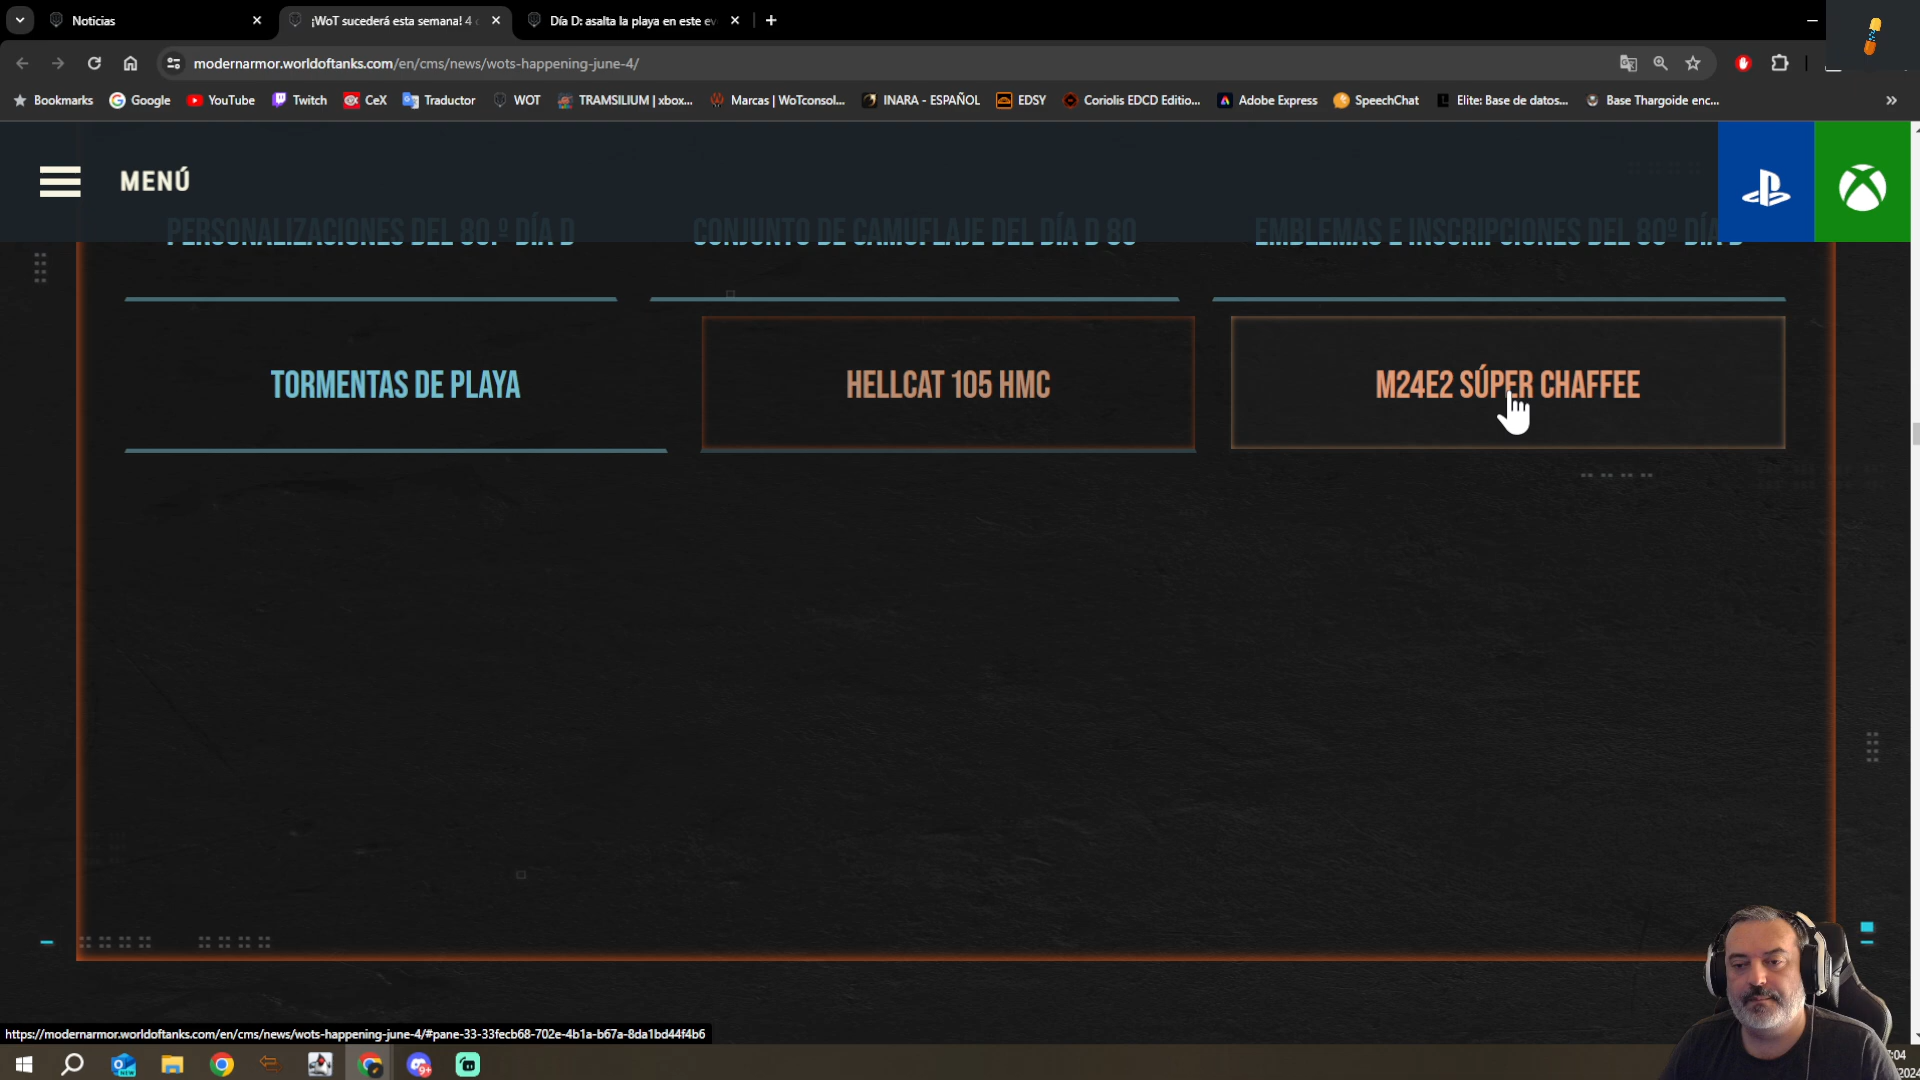 Noticias
¡WoT sucederá esta semana! 4
Día D: asalta la playa en este ev
modernarmor.worldoftanks.com/en/cms/news/wots-happening-june-4/
Bookmarks
Google
YouTube
Twitch
CeX
Traductor
WOT
TRAMSILIUM | xbox...
Marcas | WoTconsol...
INARA - ESPAÑOL
EDSY
Coriolis EDCD Editio...
Adobe Express
SpeechChat
Elite: Base de datos...
Base Thargoide enc...
MENÚ
PERSONALIZACIONES DEL 80.º DÍA D
CONJUNTO DE CAMUFLAJE DEL DÍA D 80
EMBLEMAS E INSCRIPCIONES DEL 80º DÍA D
TORMENTAS DE PLAYA
HELLCAT 105 HMC
M24E2 SÚPER CHAFFEE
https://modernarmor.worldoftanks.com/en/cms/news/wots-happening-june-4/#pane-33-33fecb68-702e-4b1a-b67a-8da1bd44f4b6